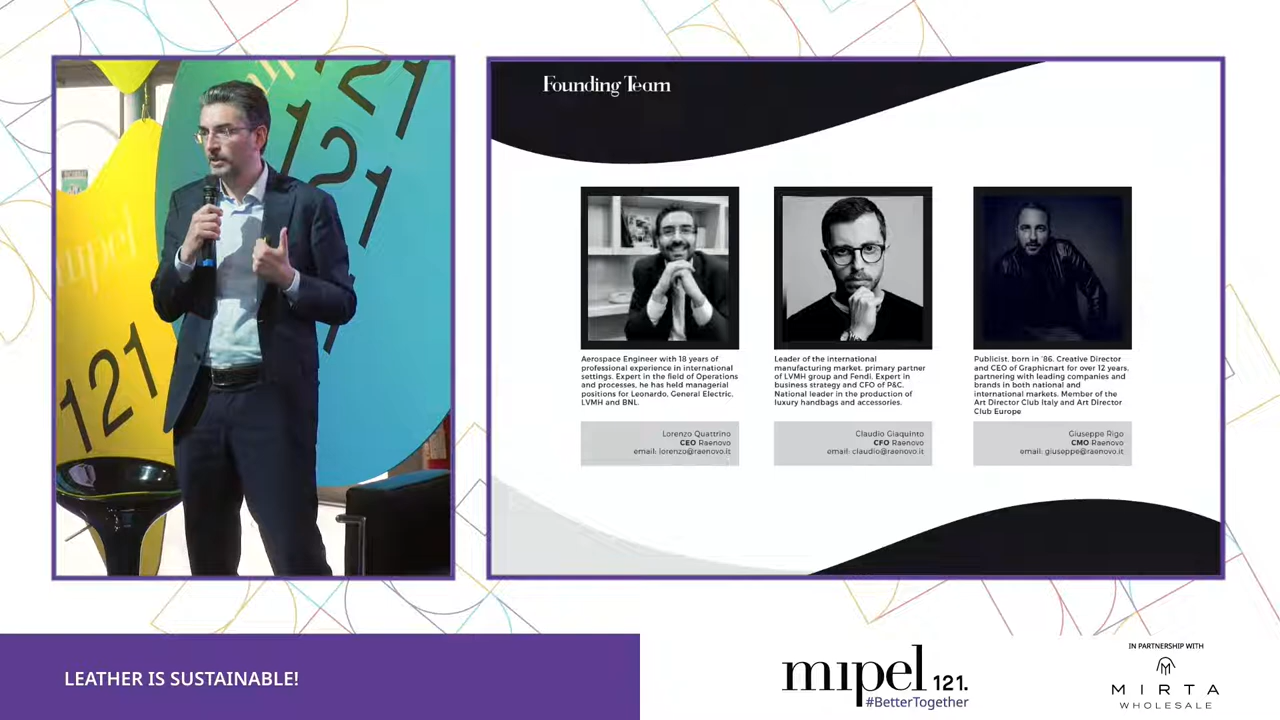 121
121
121
mipel
121
Founding Team
Aerospace Engineer with 18 years of
professional experience in international
settings. Expert in the field of Operations
and processes, he has held managerial
positions for Leonardo, General Electric,
LVMH and BNL.
Lorenzo Quattrino
CEO Raenovo
email: lorenzo@raenovo.it
Leader of the international
manufacturing market, primary partner
of LVMH group and Fendi. Expert in
business strategy and CFO of P&C.
National leader in the production of
luxury handbags and accessories.
Claudio Giaquinto
CFO Raenovo
email: claudio@raenovo.it
Publicist, born in '86. Creative Director
and CEO of Graphicnart for over 12 years,
partnering with leading companies and
brands in both national and
international markets. Member of the
Art Director Club Italy and Art Director
Club Europe
Giuseppe Rigo
CMO Raenovo
email: giuseppe@raenovo.it
LEATHER IS SUSTAINABLE!
mipel 121.
#BetterTogether
IN PARTNERSHIP WITH
MIRTA
WHOLESALE